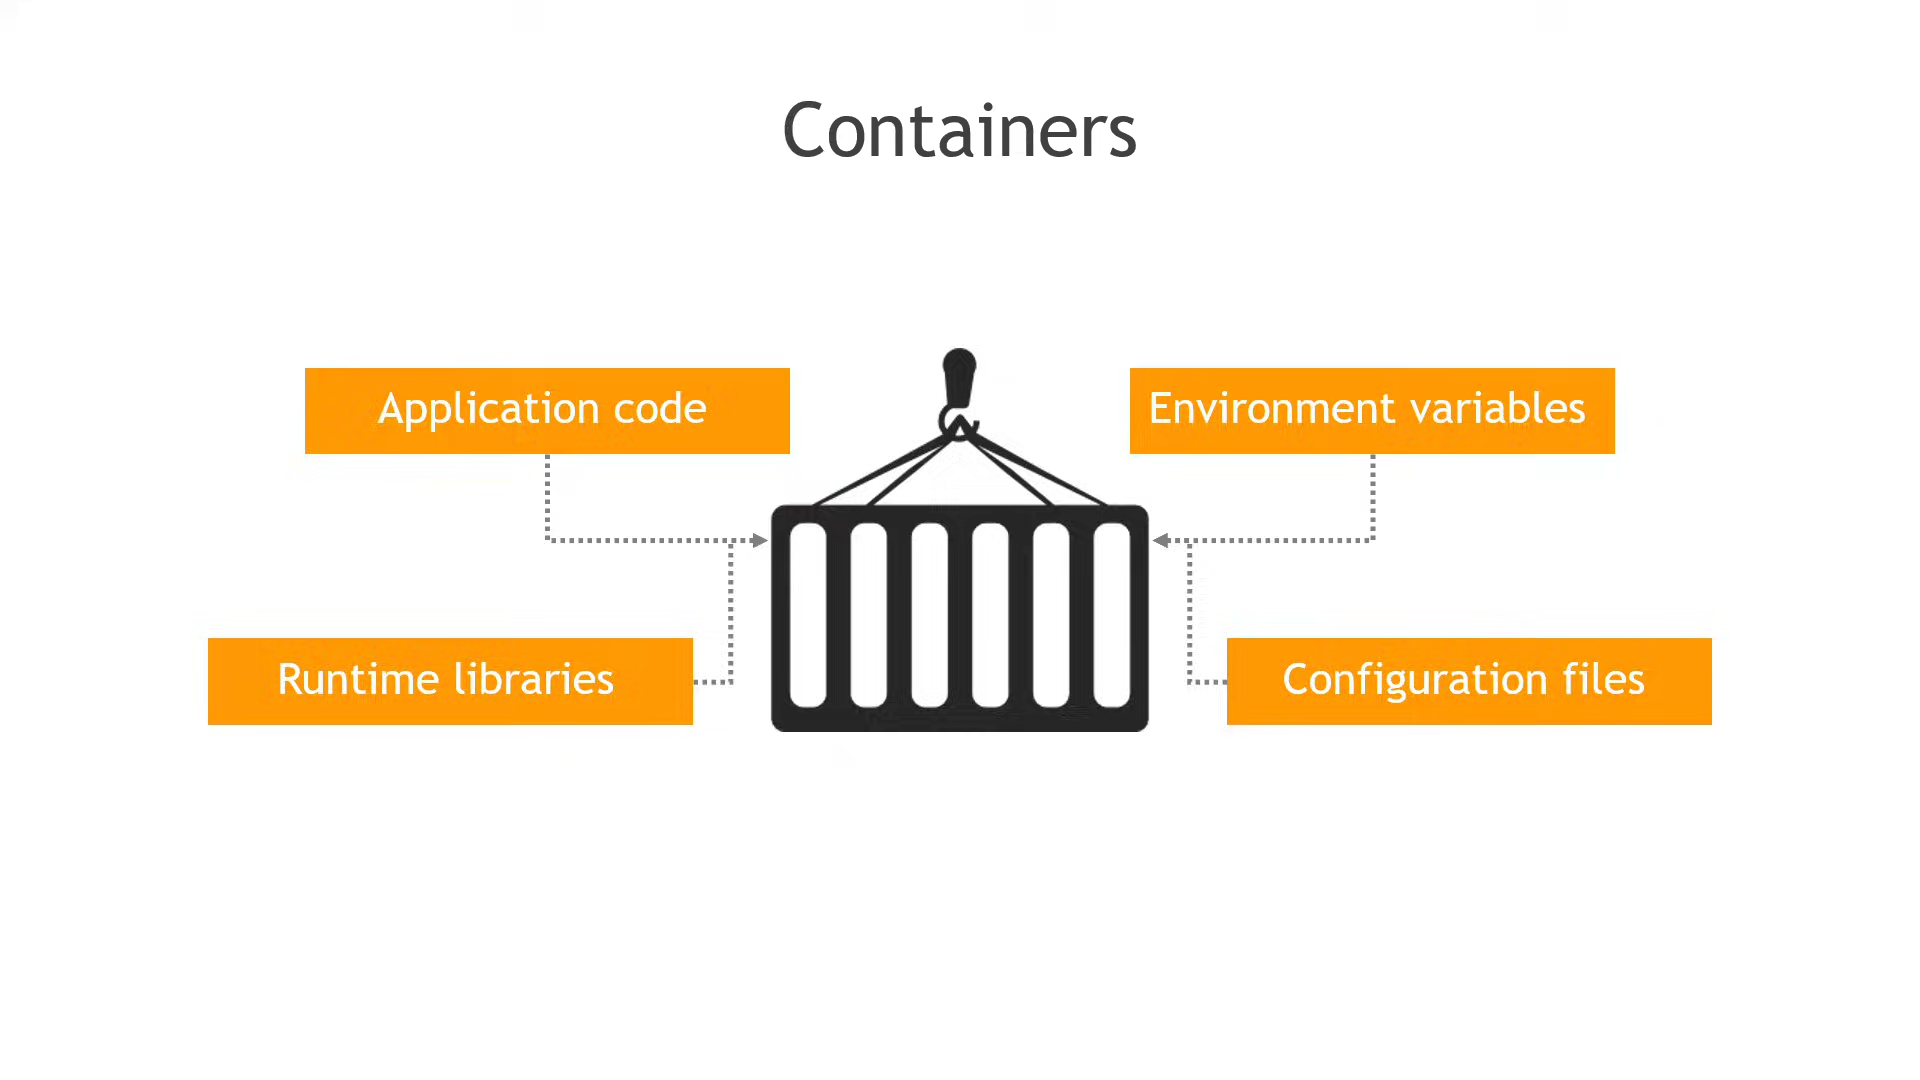 Containers
Application code
Environment variables
Runtime libraries
Configuration files